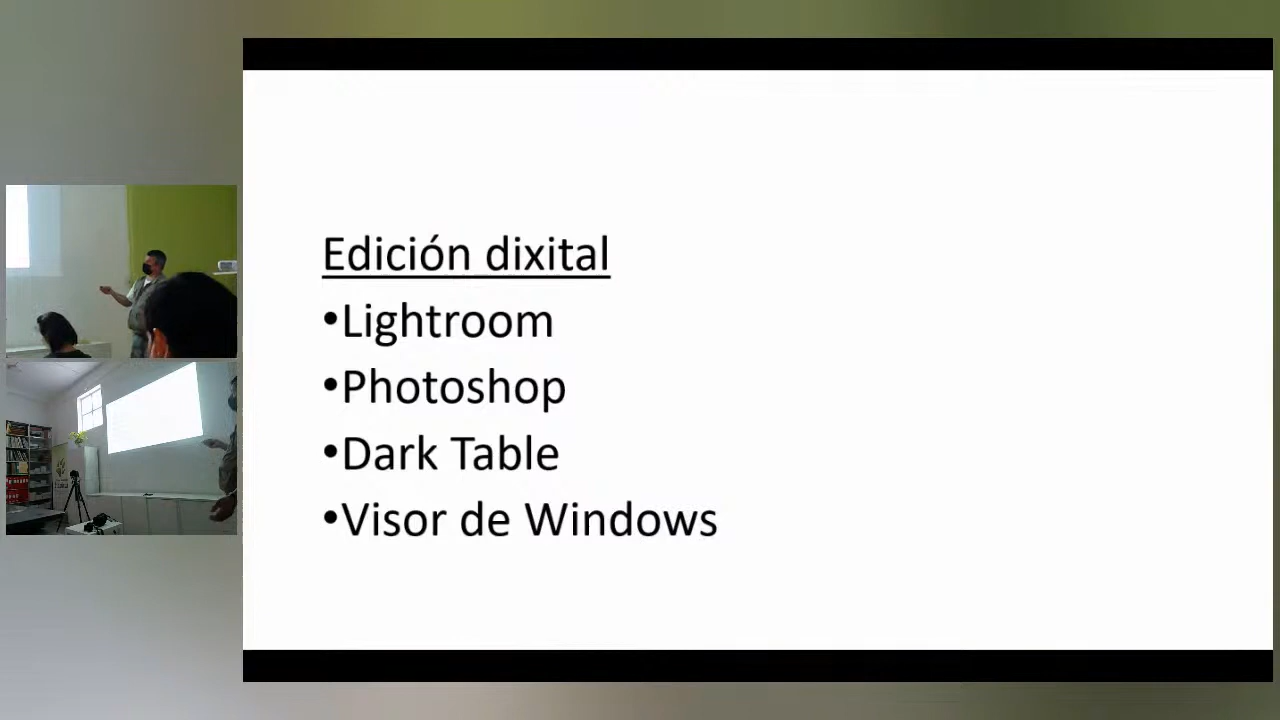 Edición dixital
•Lightroom
•Photoshop
•Dark Table
•Visor de Windows